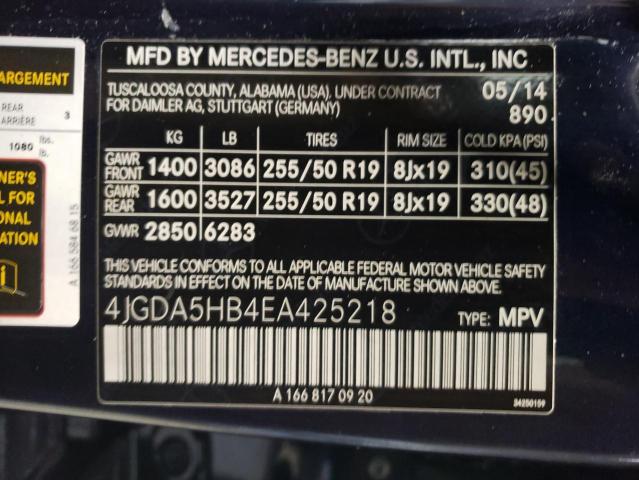 ARGEMENT
REAR 3
ARRIÈRE
1080 lbs.
lb.
NER'S
L FOR
ONAL
ATION
i
A 166 584 68 15
MFD BY MERCEDES-BENZ U.S. INTL., INC
TUSCALOOSA COUNTY, ALABAMA (USA). UNDER CONTRACT 05/14
FOR DAIMLER AG, STUTTGART (GERMANY) 890
KG LB TIRES RIM SIZE COLD KPA (PSI)
GAWR FRONT 1400 3086 255/50 R19 8Jx19 310(45)
GAWR REAR 1600 3527 255/50 R19 8Jx19 330(48)
GVWR 2850 6283
THIS VEHICLE CONFORMS TO ALL APPLICABLE FEDERAL MOTOR VEHICLE SAFETY
STANDARDS IN EFFECT ON THE DATE OF MANUFACTURE SHOWN ABOVE
4JGDA5HB4EA425218 TYPE: MPV
A 166 817 09 20
34250159